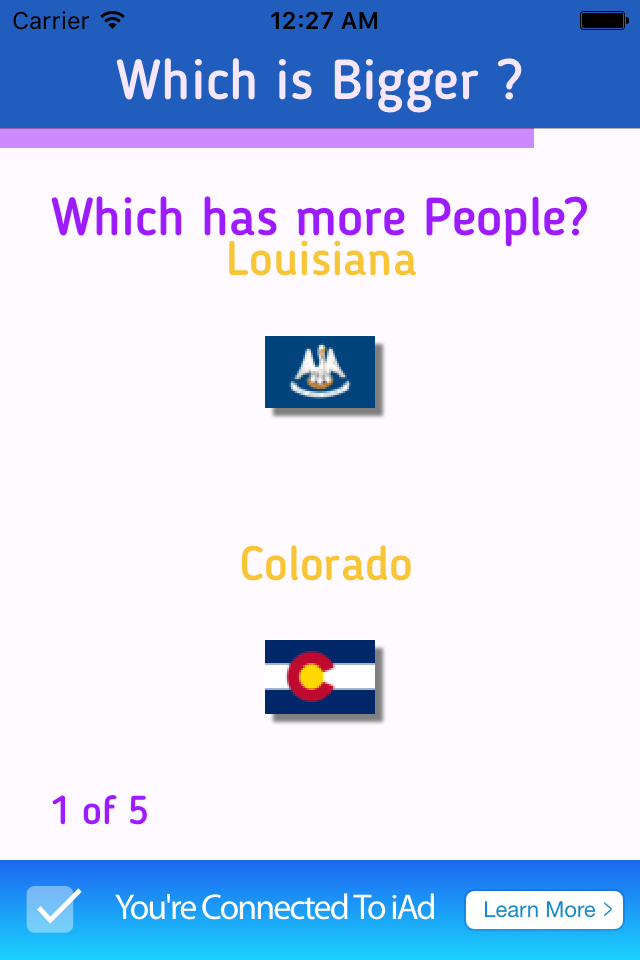 Carrier 12:27 AM
Which is Bigger ?
Which has more People?
Louisiana
Colorado
1 of 5
You're Connected To iAd Learn More >